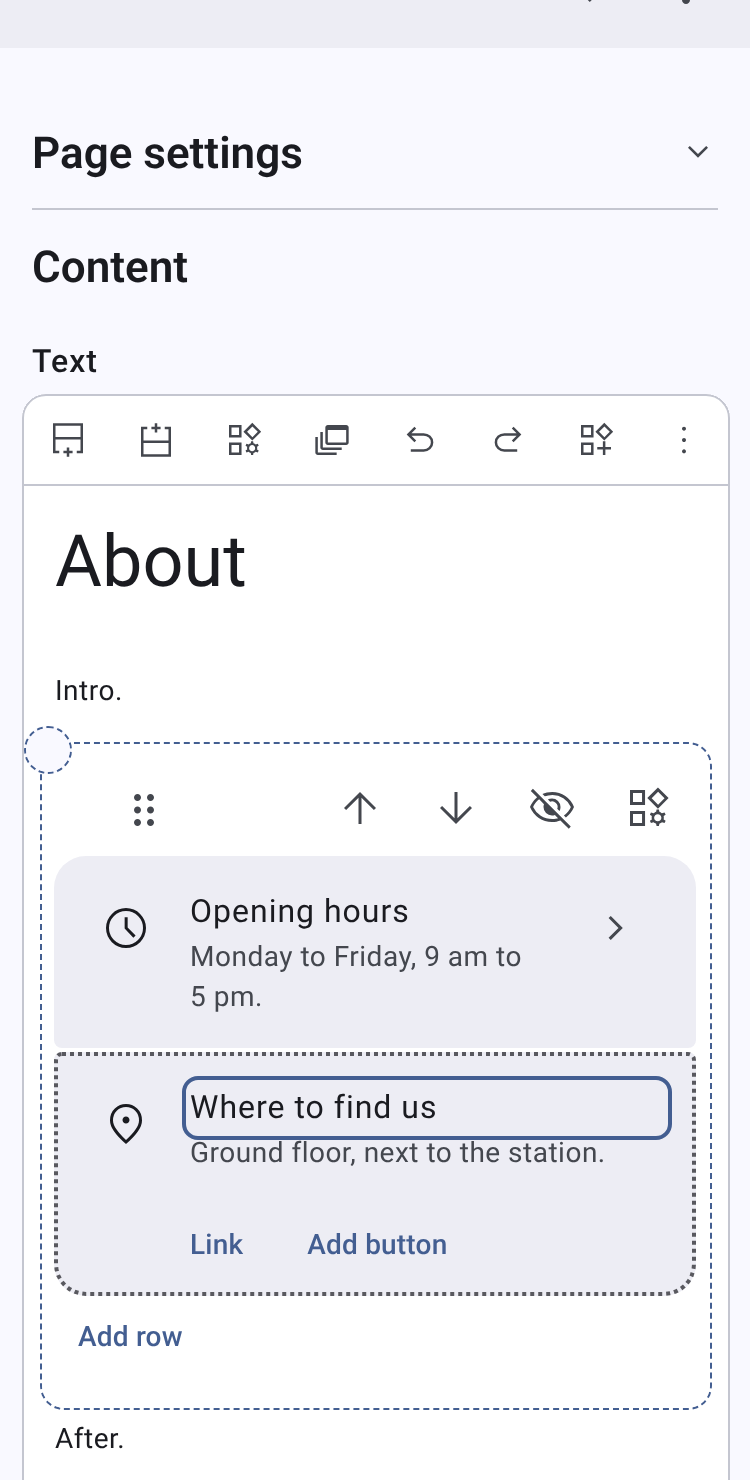 Page settings
Content
Text
About
Intro.
Opening hours
Monday to Friday, 9 am to
5 pm.
Where to find us
Ground floor, next to the station.
Link Add button
Add row
After.